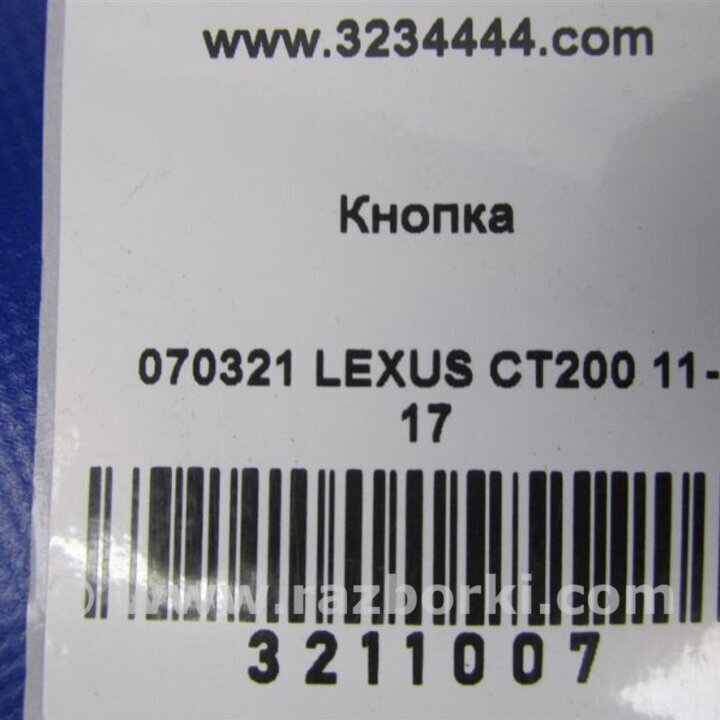 www.3234444.com
Кнопка
070321 LEXUS CT200 11-
17
© www.razborki.com
3211007